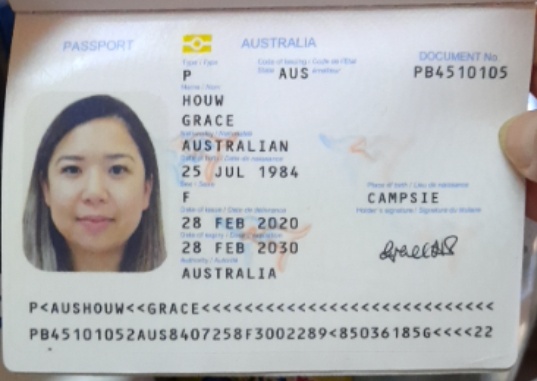 PASSPORT
AUSTRALIA
DOCUMENT No
PB4510105
Type / Type
P
Code of Issuing / Code de l'État
State AUS émetteur
Name / Nom
HOUW
GRACE
Nationality / Nationalité
AUSTRALIAN
Date of birth / Date de naissance
25 JUL 1984
Sex / Sexe
F
Place of birth / Lieu de naissance
CAMPSIE
Date of issue / Date de délivrance
28 FEB 2020
Holder's signature / Signature du titulaire
Date of expiry / Date d'expiration
28 FEB 2030
Authority / Autorité
AUSTRALIA
P<AUSHOUW<<GRACE<<<<<<<<<<<<<<<<<<<<<<<<<<<<
PB45101052AUS8407258F3002289<85036185G<<<<22